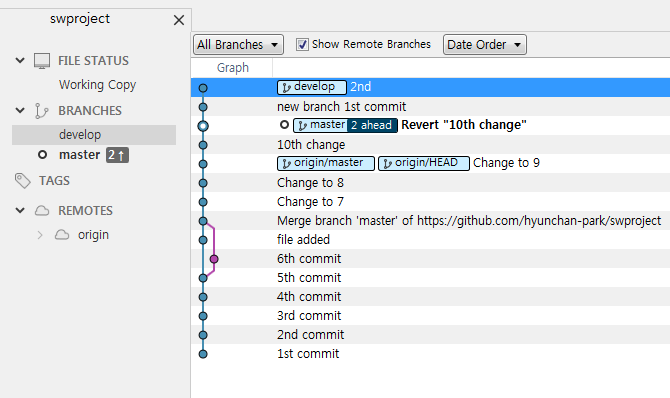 swproject
FILE STATUS
Working Copy
BRANCHES
develop
master 2↑
TAGS
REMOTES
origin
All Branches Show Remote Branches Date Order
Graph
develop 2nd
new branch 1st commit
master 2 ahead Revert "10th change"
10th change
origin/master origin/HEAD Change to 9
Change to 8
Change to 7
Merge branch 'master' of https://github.com/hyunchan-park/swproject
file added
6th commit
5th commit
4th commit
3rd commit
2nd commit
1st commit